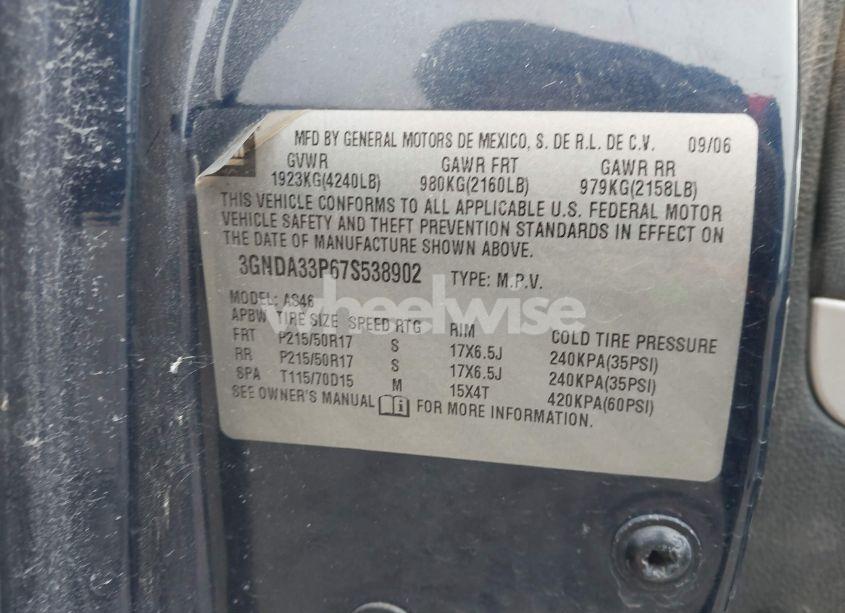 MFD BY GENERAL MOTORS DE MEXICO, S. DE R.L. DE C.V. 09/06
GVWR GAWR FRT GAWR RR
1923KG(4240LB) 980KG(2160LB) 979KG(2158LB)
THIS VEHICLE CONFORMS TO ALL APPLICABLE U.S. FEDERAL MOTOR
VEHICLE SAFETY AND THEFT PREVENTION STANDARDS IN EFFECT ON
THE DATE OF MANUFACTURE SHOWN ABOVE.
3GNDA33P67S538902 TYPE: M.P.V.
MODEL: AS46
wheelwise
APBW TIRE SIZE SPEED RTG RIM COLD TIRE PRESSURE
FRT P215/50R17 S 17X6.5J 240KPA(35PSI)
RR P215/50R17 S 17X6.5J 240KPA(35PSI)
SPA T115/70D15 M 15X4T 420KPA(60PSI)
SEE OWNER'S MANUAL FOR MORE INFORMATION.